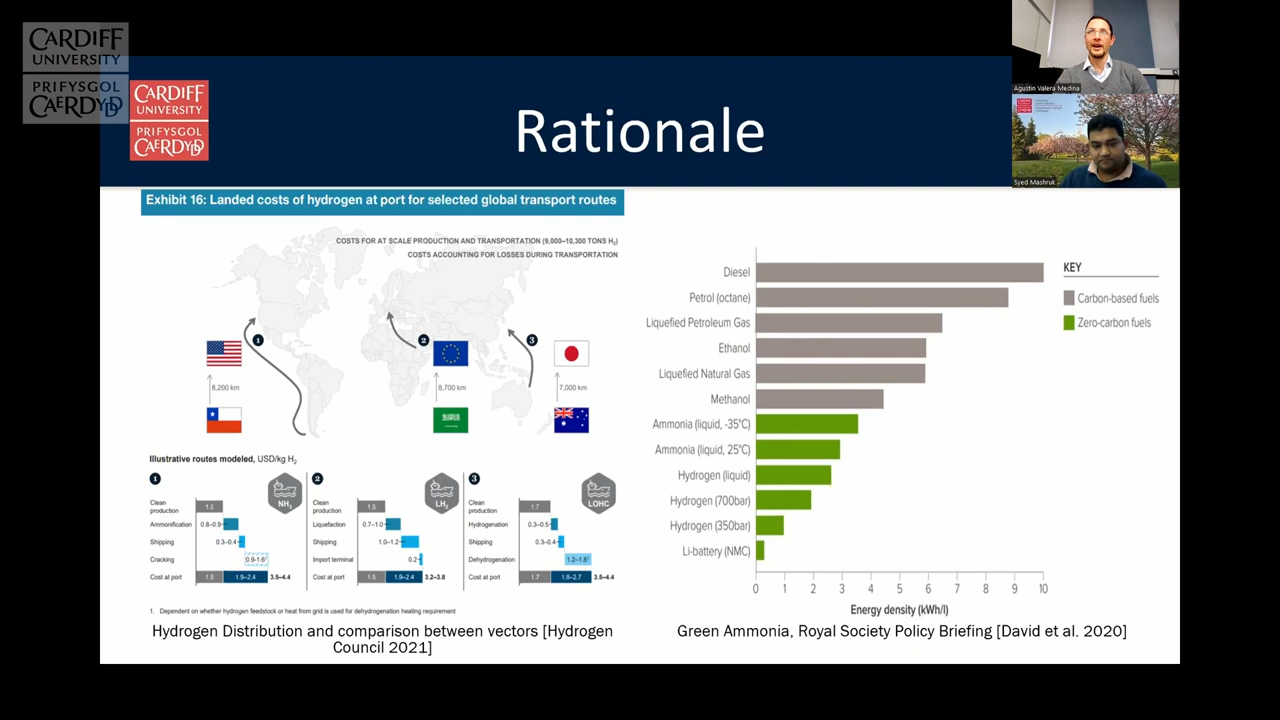 CARDIFF
UNIVERSITY
PRIFYSGOL
CAERDYDD
CARDIFF
UNIVERSITY
PRIFYSGOL
CAERDYDD
Rationale
Agustin Valera Medina
Syed Mashruk
Exhibit 16: Landed costs of hydrogen at port for selected global transport routes
COSTS FOR AT SCALE PRODUCTION AND TRANSPORTATION (9,000–10,300 TONS H₂)
COSTS ACCOUNTING FOR LOSSES DURING TRANSPORTATION
1
2
3
8,200 km
8,700 km
7,000 km
Illustrative routes modeled, USD/kg H₂
1
NH₃
Clean production
Ammonification 0.8–0.9
Shipping 0.3–0.4
Cracking 0.9-1.6¹
Cost at port 1.5 1.9–2.4 3.5–4.4
2
LH₂
Clean production 1.5
Liquefaction 0.7–1.0
Shipping 1.0–1.2
Import terminal 0.2
Cost at port 1.5 1.9–2.4 3.2–3.8
3
LOHC
Clean production 1.7
Hydrogenation 0.3–0.5
Shipping 0.3–0.4
Dehydrogenation 1.2–1.8¹
Cost at port 1.7 1.8–2.7 3.5–4.4
1. Dependent on whether hydrogen feedstock or heat from grid is used for dehydrogenation heating requirement
Hydrogen Distribution and comparison between vectors [Hydrogen
Council 2021]
Diesel
Petrol (octane)
Liquefied Petroleum Gas
Ethanol
Liquefied Natural Gas
Methanol
Ammonia (liquid, -35°C)
Ammonia (liquid, 25°C)
Hydrogen (liquid)
Hydrogen (700bar)
Hydrogen (350bar)
Li-battery (NMC)
0 1 2 3 4 5 6 7 8 9 10
Energy density (kWh/l)
KEY
Carbon-based fuels
Zero-carbon fuels
Green Ammonia, Royal Society Policy Briefing [David et al. 2020]